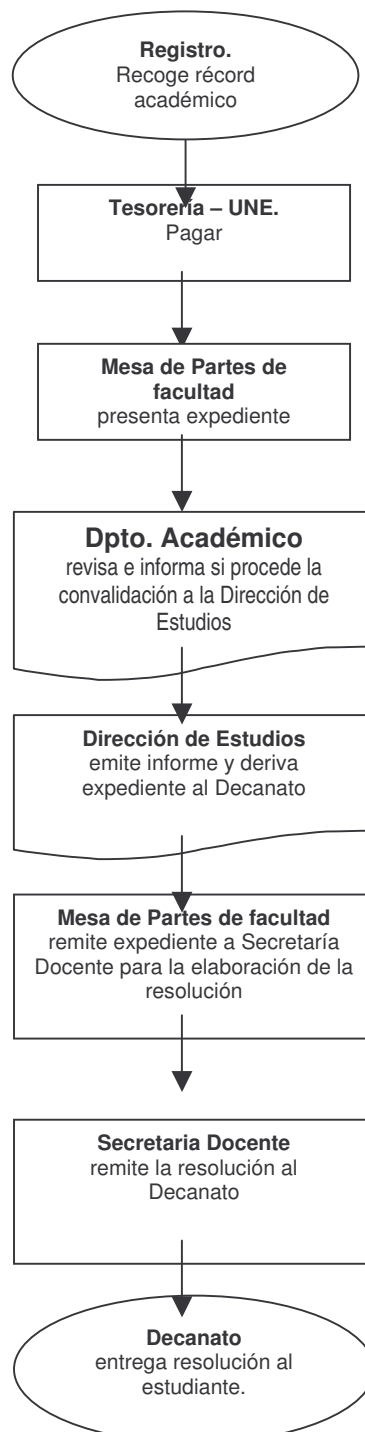 Registro.
Recoge récord
académico
Tesorería – UNE.
Pagar
Mesa de Partes de
facultad
presenta expediente
Dpto. Académico
revisa e informa si procede la
convalidación a la Dirección de
Estudios
Dirección de Estudios
emite informe y deriva
expediente al Decanato
Mesa de Partes de facultad
remite expediente a Secretaría
Docente para la elaboración de la
resolución
Secretaria Docente
remite la resolución al
Decanato
Decanato
entrega resolución al
estudiante.